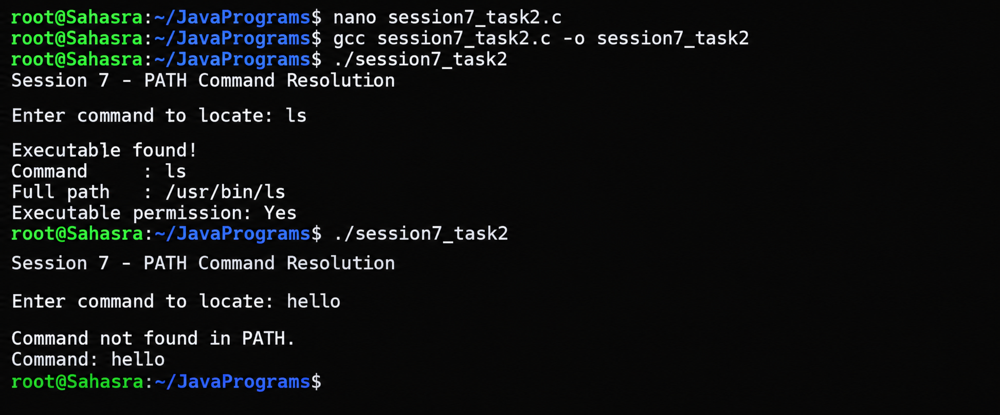 root@Sahasra:~/JavaPrograms$ nano session7_task2.c
root@Sahasra:~/JavaPrograms$ gcc session7_task2.c -o session7_task2
root@Sahasra:~/JavaPrograms$ ./session7_task2
Session 7 - PATH Command Resolution
Enter command to locate: ls
Executable found!
Command     : ls
Full path   : /usr/bin/ls
Executable permission: Yes
root@Sahasra:~/JavaPrograms$ ./session7_task2
Session 7 - PATH Command Resolution
Enter command to locate: hello
Command not found in PATH.
Command: hello
root@Sahasra:~/JavaPrograms$